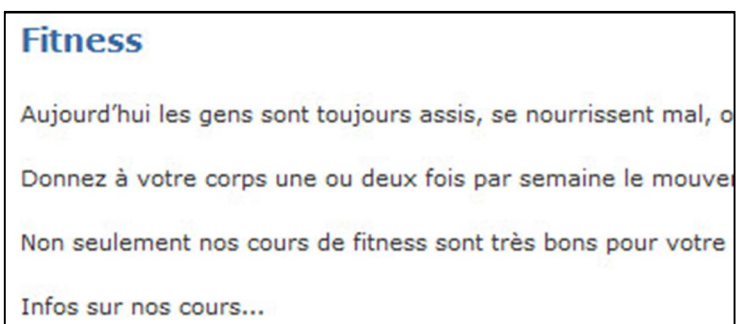 Fitness
Aujourd’hui les gens sont toujours assis, se nourrissent mal,
Donnez à votre corps une ou deux fois par semaine le
Non seulement nos cours de fitness sont très bons pour votre
Infos sur nos cours...